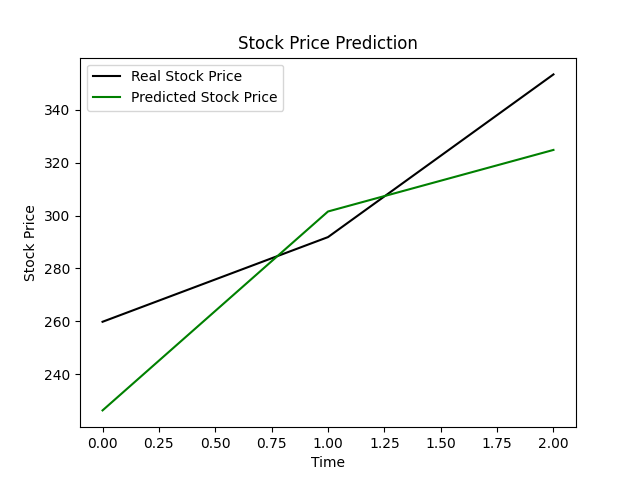 Stock Price Prediction
Real Stock Price
Predicted Stock Price
Stock Price
340
320
300
280
260
240
0.00 0.25 0.50 0.75 1.00 1.25 1.50 1.75 2.00
Time